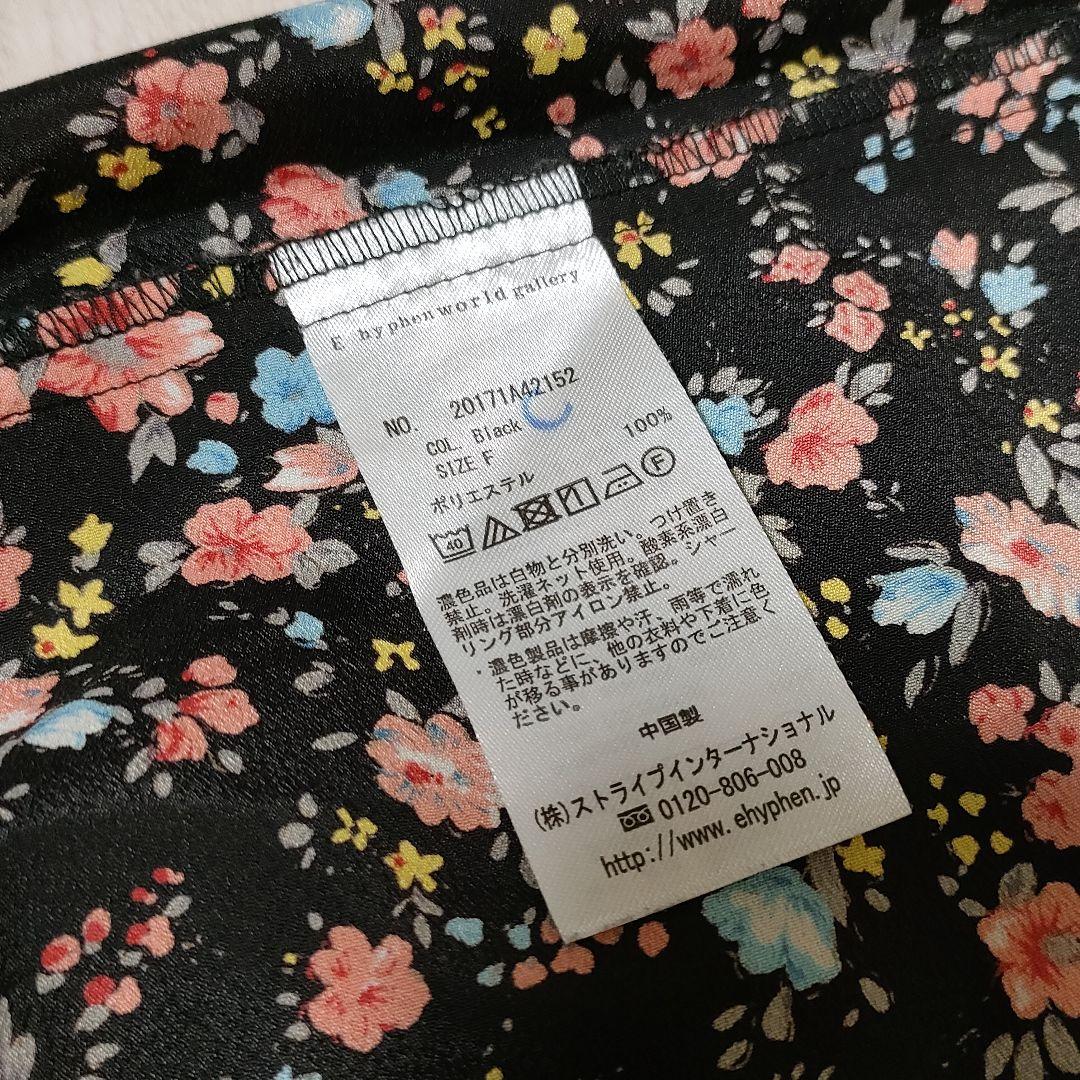 E hyphen world gallery
NO. 20171A42152
COL. Black
SIZE F
ポリエステル 100%
40 F
濃色品は白物と分別洗い。つけ置き
禁止。洗濯ネット使用。酸素系漂白
剤時は漂白剤の表示を確認。シャー
リング部分アイロン禁止。
・濃色製品は摩擦や汗、雨等で濡れ
た時などに、他の衣料や下着に色
が移る事がありますのでご注意く
ださい。
中国製
(株)ストライプインターナショナル
0120-806-008
http://www.ehyphen.jp